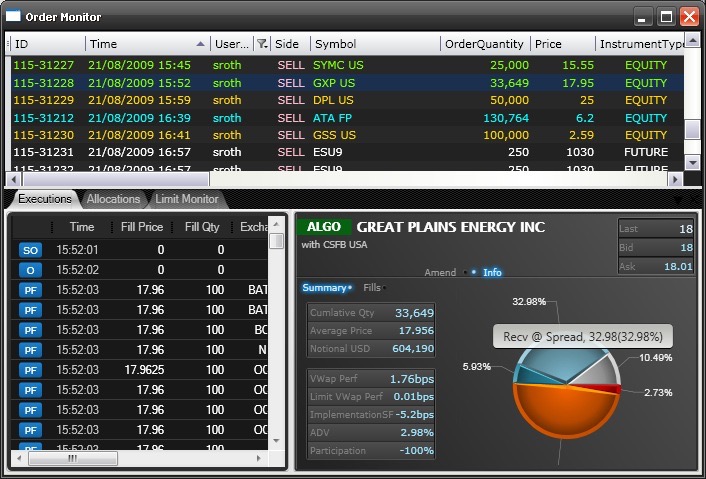 Order Monitor
ID Time User... Side Symbol OrderQuantity Price InstrumentType
115-31227 21/08/2009 15:45 sroth SELL SYMC US 25,000 15.55 EQUITY
115-31228 21/08/2009 15:52 sroth SELL GXP US 33,649 17.95 EQUITY
115-31229 21/08/2009 15:59 sroth SELL DPL US 50,000 25 EQUITY
115-31212 21/08/2009 16:39 sroth SELL ATA FP 130,764 6.2 EQUITY
115-31230 21/08/2009 16:41 sroth SELL GSS US 100,000 2.59 EQUITY
115-31231 21/08/2009 16:57 sroth SELL ESU9 250 1030 FUTURE
115-31232 21/08/2009 16:57 sroth SELL ESU9 250 1030 FUTURE
Executions Allocations Limit Monitor
Time Fill Price Fill Qty Excha
SO 15:52:01 0 0
O 15:52:02 0 0
PF 15:52:03 17.96 100 BAT
PF 15:52:03 17.96 100 BAT
PF 15:52:03 17.96 100 BO
PF 15:52:03 17.96 100 N
PF 15:52:03 17.9625 100 OO
PF 15:52:03 17.96 100 OO
PF 15:52:03 17.96 100 OO
PF 15:52:03 17.96 100 OO
PF 15:52:03 17.96 100 OO
ALGO GREAT PLAINS ENERGY INC
with CSFB USA
Last 18
Bid 18
Ask 18.01
Amend Info
Summary Fills
Cumlative Qty 33,649
Average Price 17.956
Notional USD 604,190
VWap Perf 1.76bps
Limit VWap Perf 0.01bps
ImplementationSF -5.2bps
ADV 2.98%
Participation -100%
32.98%
Recv @ Spread, 32.98(32.98%)
10.49%
5.93%
2.73%